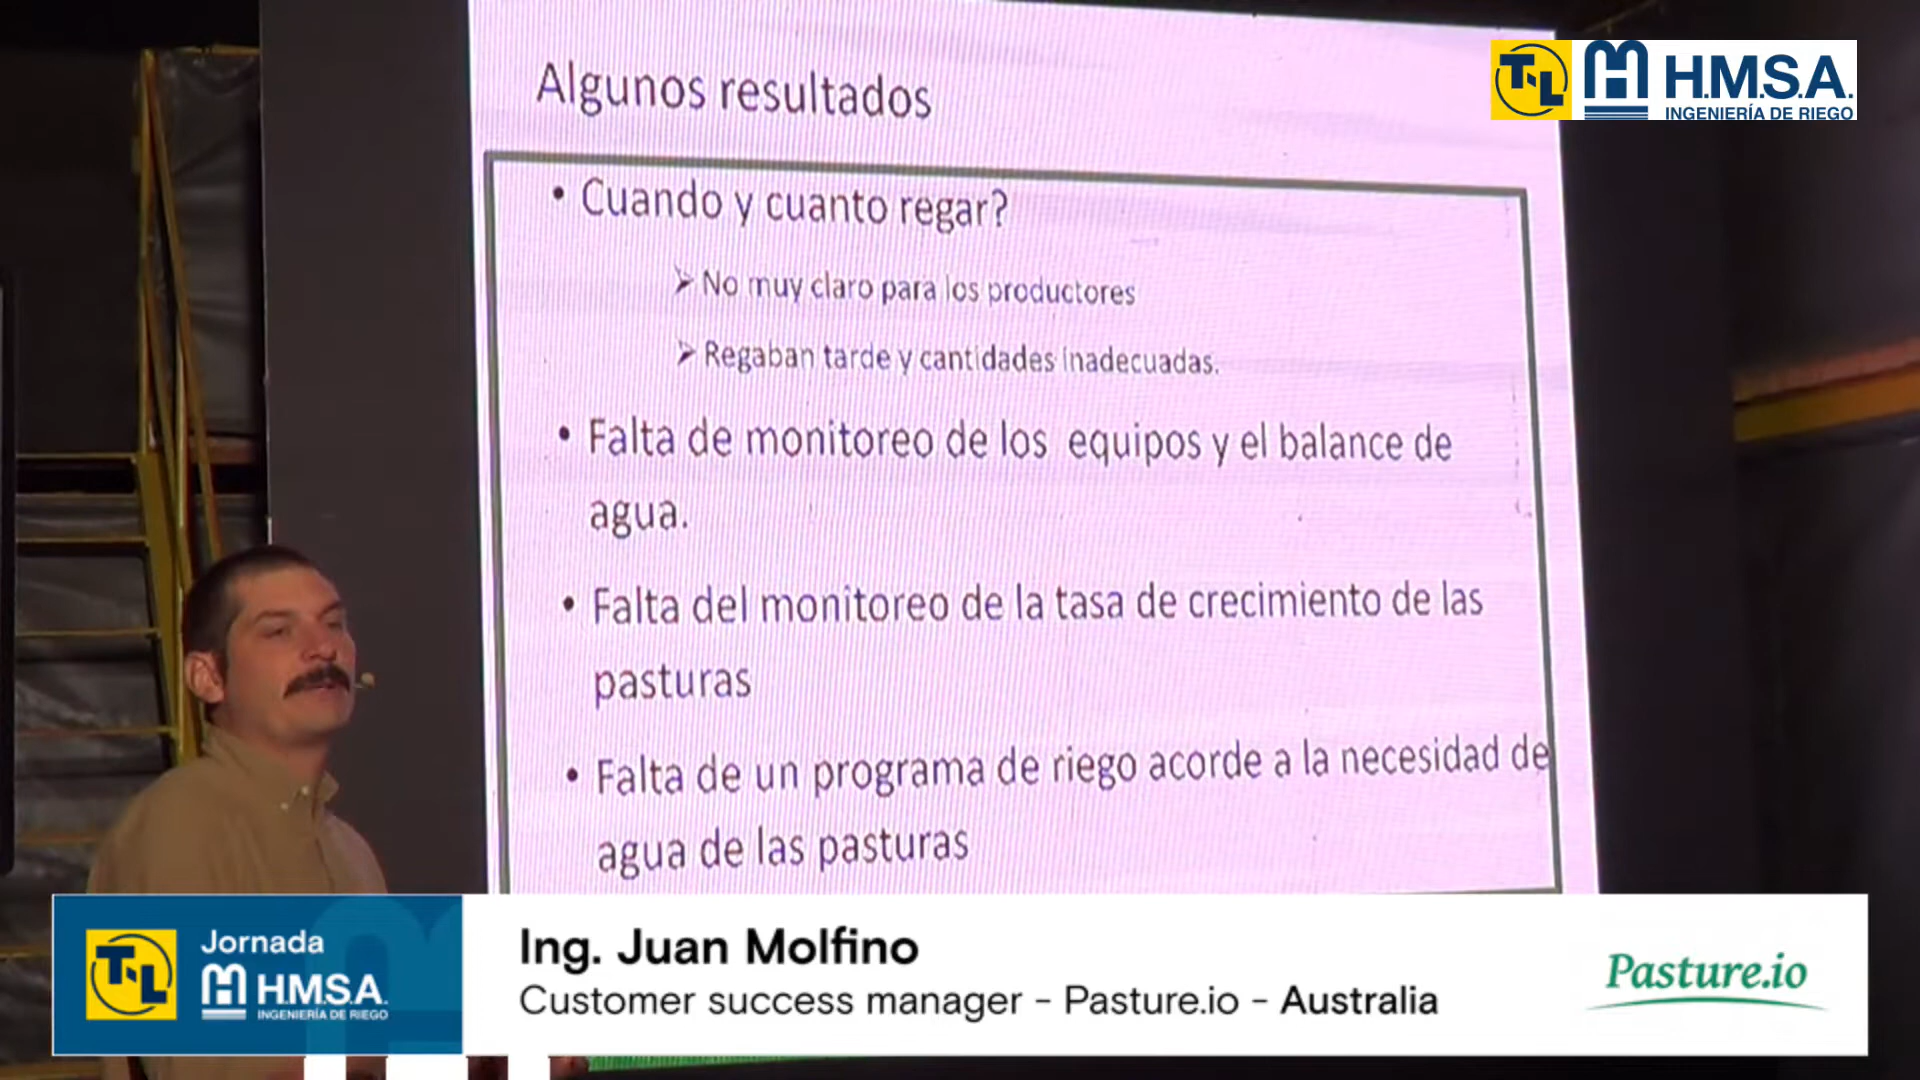 Algunos resultados
T-L
H.M.S.A.
INGENIERÍA DE RIEGO
• Cuando y cuanto regar?
➤ No muy claro para los productores
➤ Regaban tarde y cantidades inadecuadas.
• Falta de monitoreo de los equipos y el balance de
agua.
• Falta del monitoreo de la tasa de crecimiento de las
pasturas
• Falta de un programa de riego acorde a la necesidad de
agua de las pasturas
T-L
Jornada
H.M.S.A.
INGENIERÍA DE RIEGO
Ing. Juan Molfino
Customer success manager - Pasture.io - Australia
Pasture.io